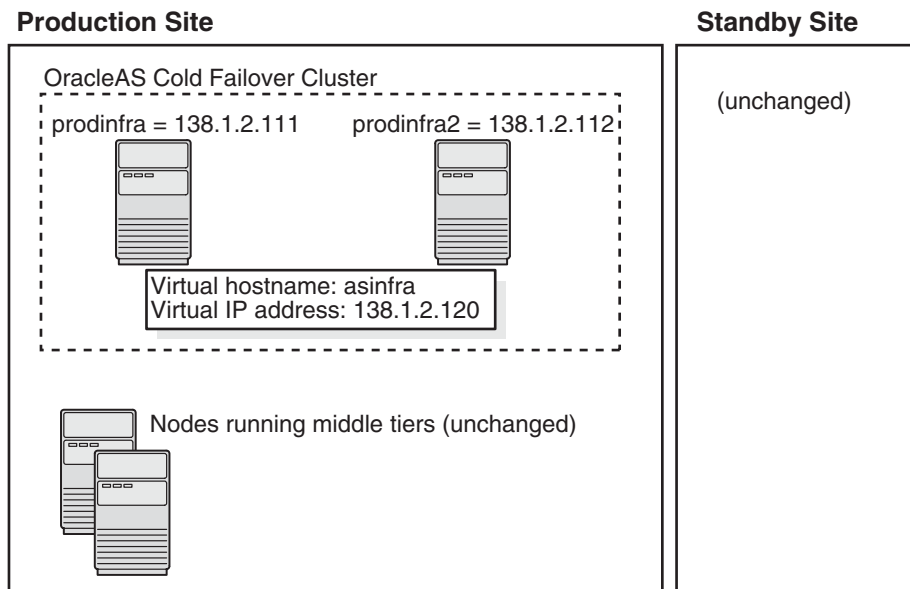 Production Site
Standby Site
OracleAS Cold Failover Cluster
(unchanged)
prodinfra = 138.1.2.111
prodinfra2 = 138.1.2.112
Virtual hostname: asinfra
Virtual IP address: 138.1.2.120
Nodes running middle tiers (unchanged)